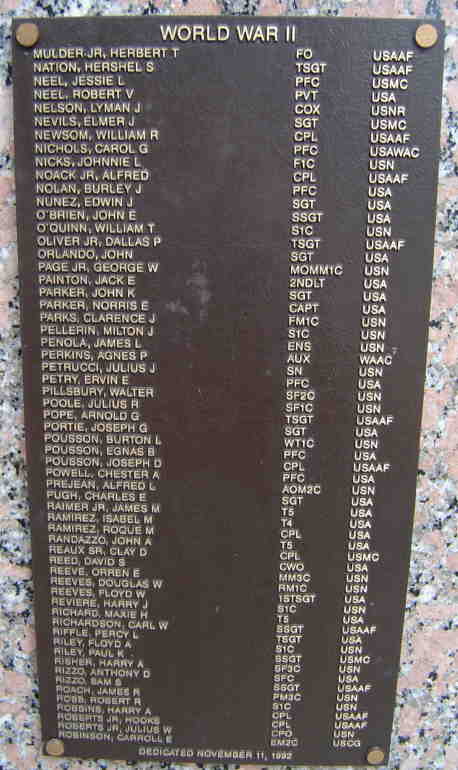 WORLD WAR II
MULDER JR, HERBERT T FO USAAF
NATION, HERSHEL S TSGT USAAF
NEEL, JESSIE L PFC USMC
NEEL, ROBERT V PVT USA
NELSON, LYMAN J COX USNR
NEVILS, ELMER J SGT USMC
NEWSOM, WILLIAM R CPL USAAF
NICHOLS, CAROL G PFC USAWAC
NICKS, JOHNNIE L F1C USN
NOACK JR, ALFRED CPL USAAF
NOLAN, BURLEY J PFC USA
NUNEZ, EDWIN J SGT USA
O'BRIEN, JOHN E SSGT USA
O'QUINN, WILLIAM T S1C USN
OLIVER JR, DALLAS P TSGT USAAF
ORLANDO, JOHN SGT USA
PAGE JR, GEORGE W MOMM1C USN
PAINTON, JACK E 2NDLT USA
PARKER, JOHN K SGT USA
PARKER, NORRIS E CAPT USA
PARKS, CLARENCE J FM1C USN
PELLERIN, MILTON J S1C USN
PENOLA, JAMES L ENS USN
PERKINS, AGNES P AUX WAAC
PETRUCCI, JULIUS J SN USN
PETRY, ERVIN E PFC USA
PILLSBURY, WALTER SF2C USN
POOLE, JULIUS R SF1C USN
POPE, ARNOLD G TSGT USAAF
PORTIE, JOSEPH G SGT USA
POUSSON, BURTON L WT1C USN
POUSSON, EGNAS B PFC USA
POUSSON, JOSEPH D CPL USAAF
POWELL, CHESTER A PFC USA
PREJEAN, ALFRED L AOM2C USN
PUGH, CHARLES E SGT USA
RAIMER JR, JAMES M T5 USA
RAMIREZ, ISABEL M T4 USA
RAMIREZ, ROQUE M CPL USA
RANDAZZO, JOHN A T5 USA
REAUX SR, CLAY D CPL USMC
REED, DAVID S CWO USA
REEVE, ORREN E MM3C USN
REEVES, DOUGLAS W RM1C USN
REEVES, FLOYD W 1STSGT USA
REVIERE, HARRY J S1C USN
RICHARD, MAXIE H T5 USA
RICHARDSON, CARL W SSGT USAAF
RIFFLE, PERCY L TSGT USA
RILEY, FLOYD A S1C USN
RILEY, PAUL K SSGT USMC
RISHER, HARRY A SF3C USN
RIZZO, ANTHONY D SFC USA
RIZZO, SAM S SSGT USAAF
ROACH, JAMES R PM3C USN
ROBB, ROBERT R S1C USN
ROBBINS, HARRY A CPL USAAF
ROBERTS JR, HOOKS CPL USAAF
ROBERTS JR, JULIUS W CPO USN
ROBINSON, CARROLL E BM2C USCG
DEDICATED NOVEMBER 11, 1992